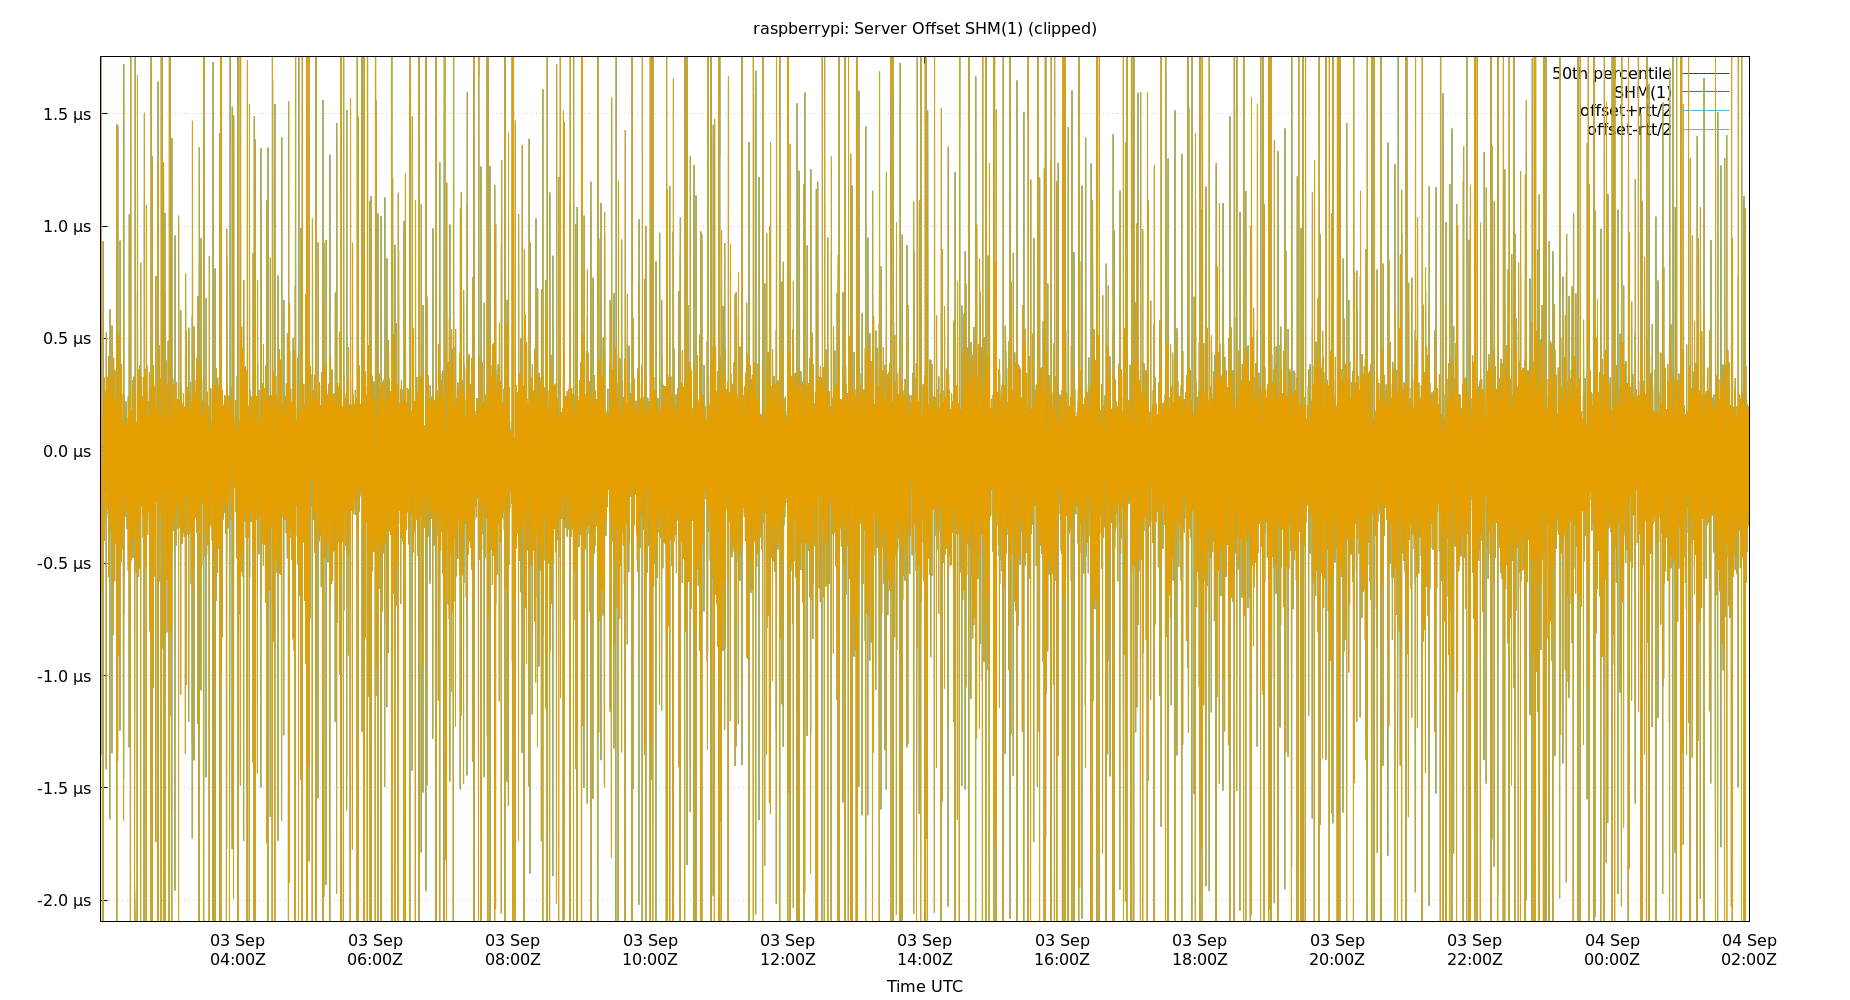 raspberrypi: Server Offset SHM(1) (clipped)
50th percentile
SHM(1)
offset+rtt/2
offset-rtt/2
1.5 µs
1.0 µs
0.5 µs
0.0 µs
-0.5 µs
-1.0 µs
-1.5 µs
-2.0 µs
03 Sep 03 Sep 03 Sep 03 Sep 03 Sep 03 Sep 03 Sep 03 Sep 03 Sep 03 Sep 04 Sep 04 Sep
04:00Z 06:00Z 08:00Z 10:00Z 12:00Z 14:00Z 16:00Z 18:00Z 20:00Z 22:00Z 00:00Z 02:00Z
Time UTC